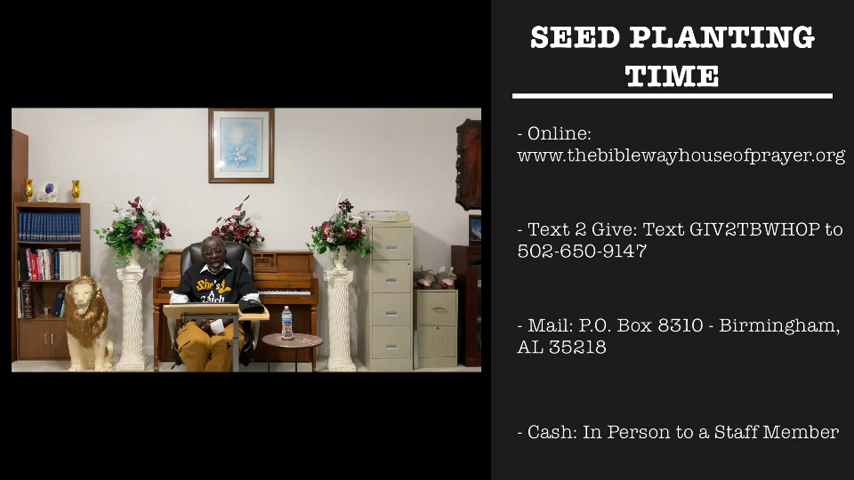 SEED PLANTING
TIME
- Online:
www.thebiblewayhouseofprayer.org
- Text 2 Give: Text GIV2TBWHOP to
502-650-9147
- Mail: P.O. Box 8310 - Birmingham,
AL 35218
- Cash: In Person to a Staff Member
She's
A